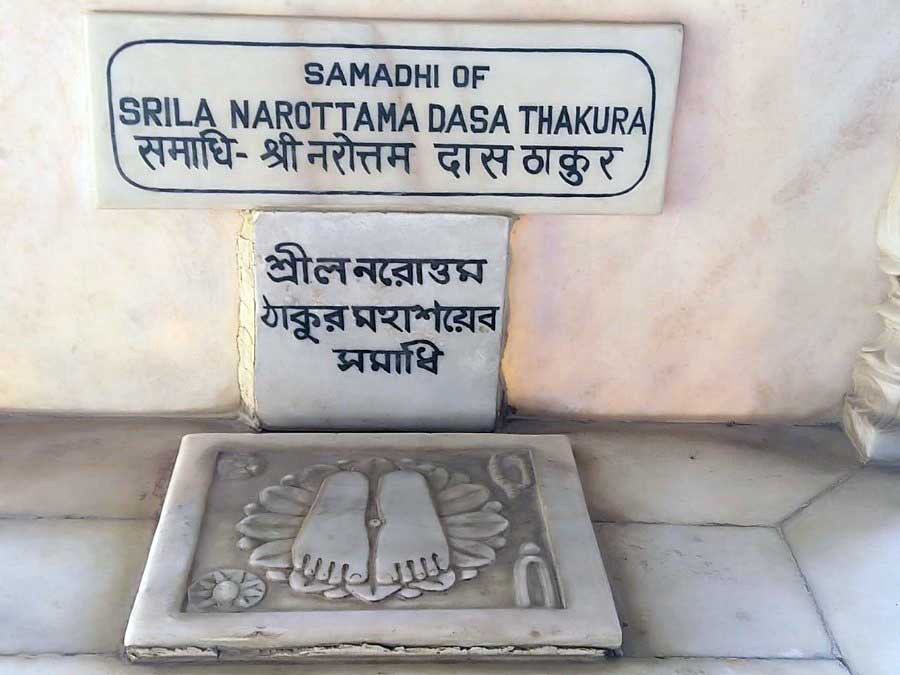 SAMADHI OF
SRILA NAROTTAMA DASA THAKURA
समाधि- श्री नरोत्तम दास ठाकुर
শ্রীল নরোত্তম
ঠাকুর মহাশয়েব
সমাধি